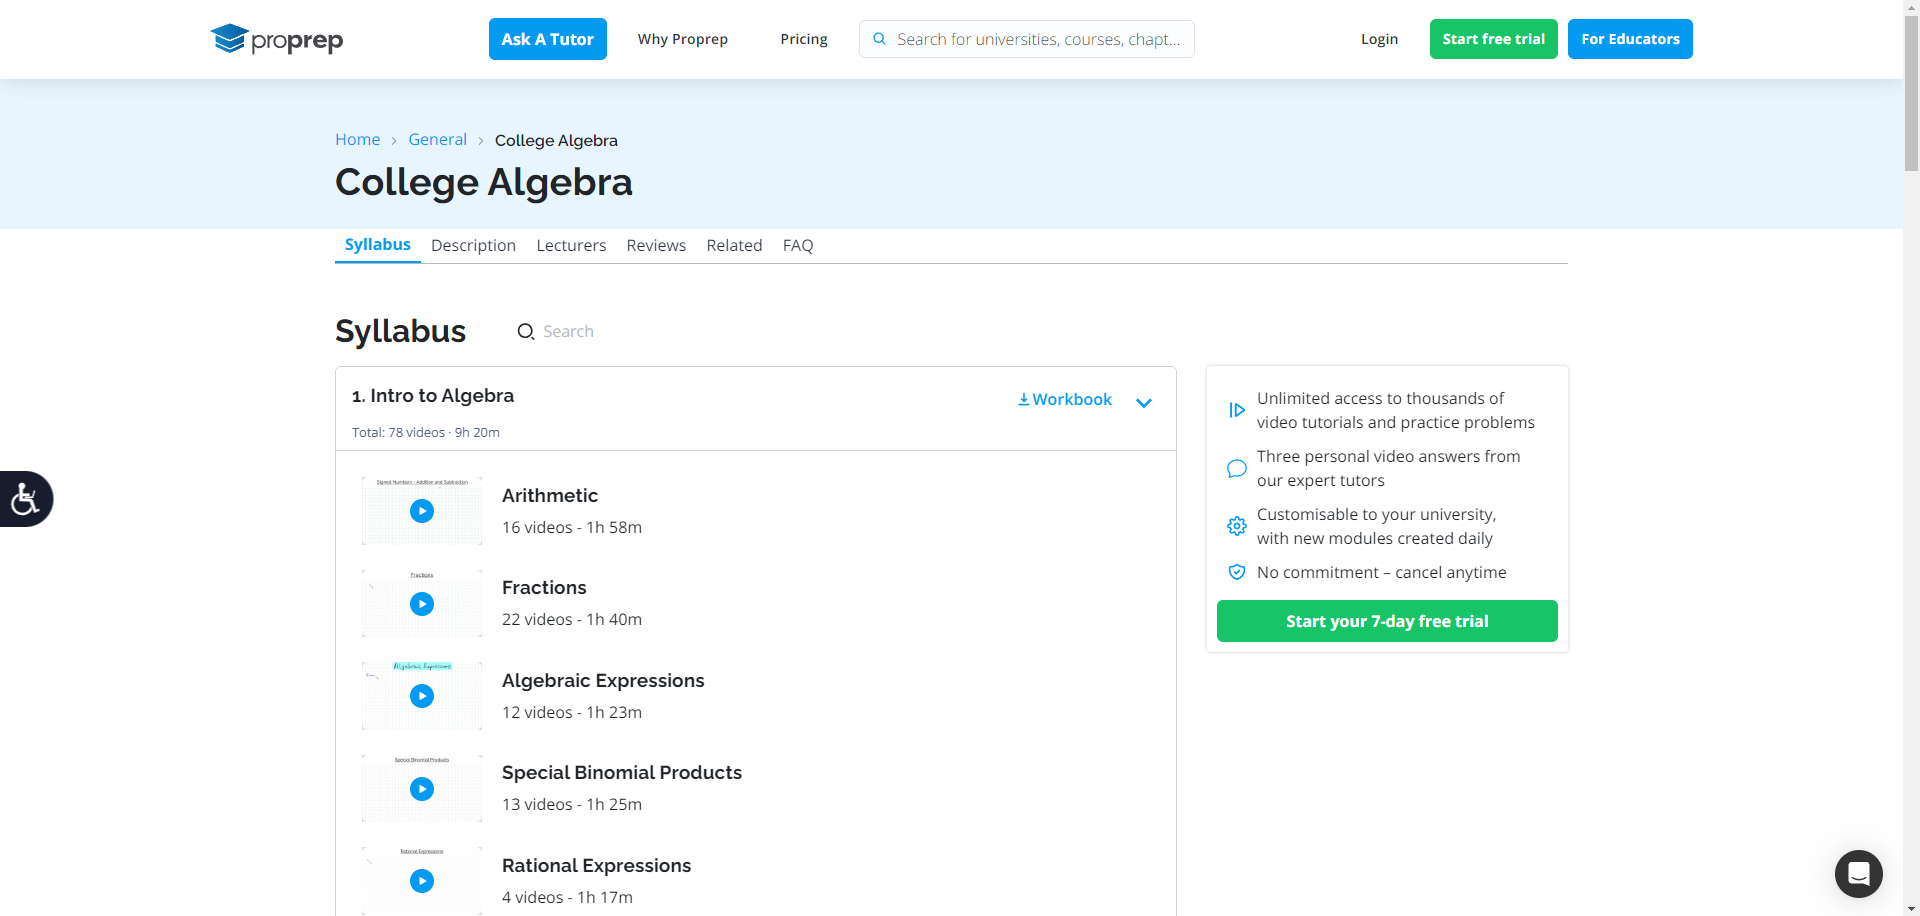 proprep
Ask A Tutor
Why Proprep
Pricing
Search for universities, courses, chapt...
Login
Start free trial
For Educators
Home > General > College Algebra
College Algebra
Syllabus
Description
Lecturers
Reviews
Related
FAQ
Syllabus
Search
1. Intro to Algebra
Workbook
Total: 78 videos · 9h 20m
Signed Numbers - Addition and Subtraction
Arithmetic
16 videos - 1h 58m
Fractions
Fractions
22 videos - 1h 40m
Algebraic Expressions
Algebraic Expressions
12 videos - 1h 23m
Special Binomial Products
Special Binomial Products
13 videos - 1h 25m
Rational Expressions
Rational Expressions
4 videos - 1h 17m
Unlimited access to thousands of
video tutorials and practice problems
Three personal video answers from
our expert tutors
Customisable to your university,
with new modules created daily
No commitment – cancel anytime
Start your 7-day free trial